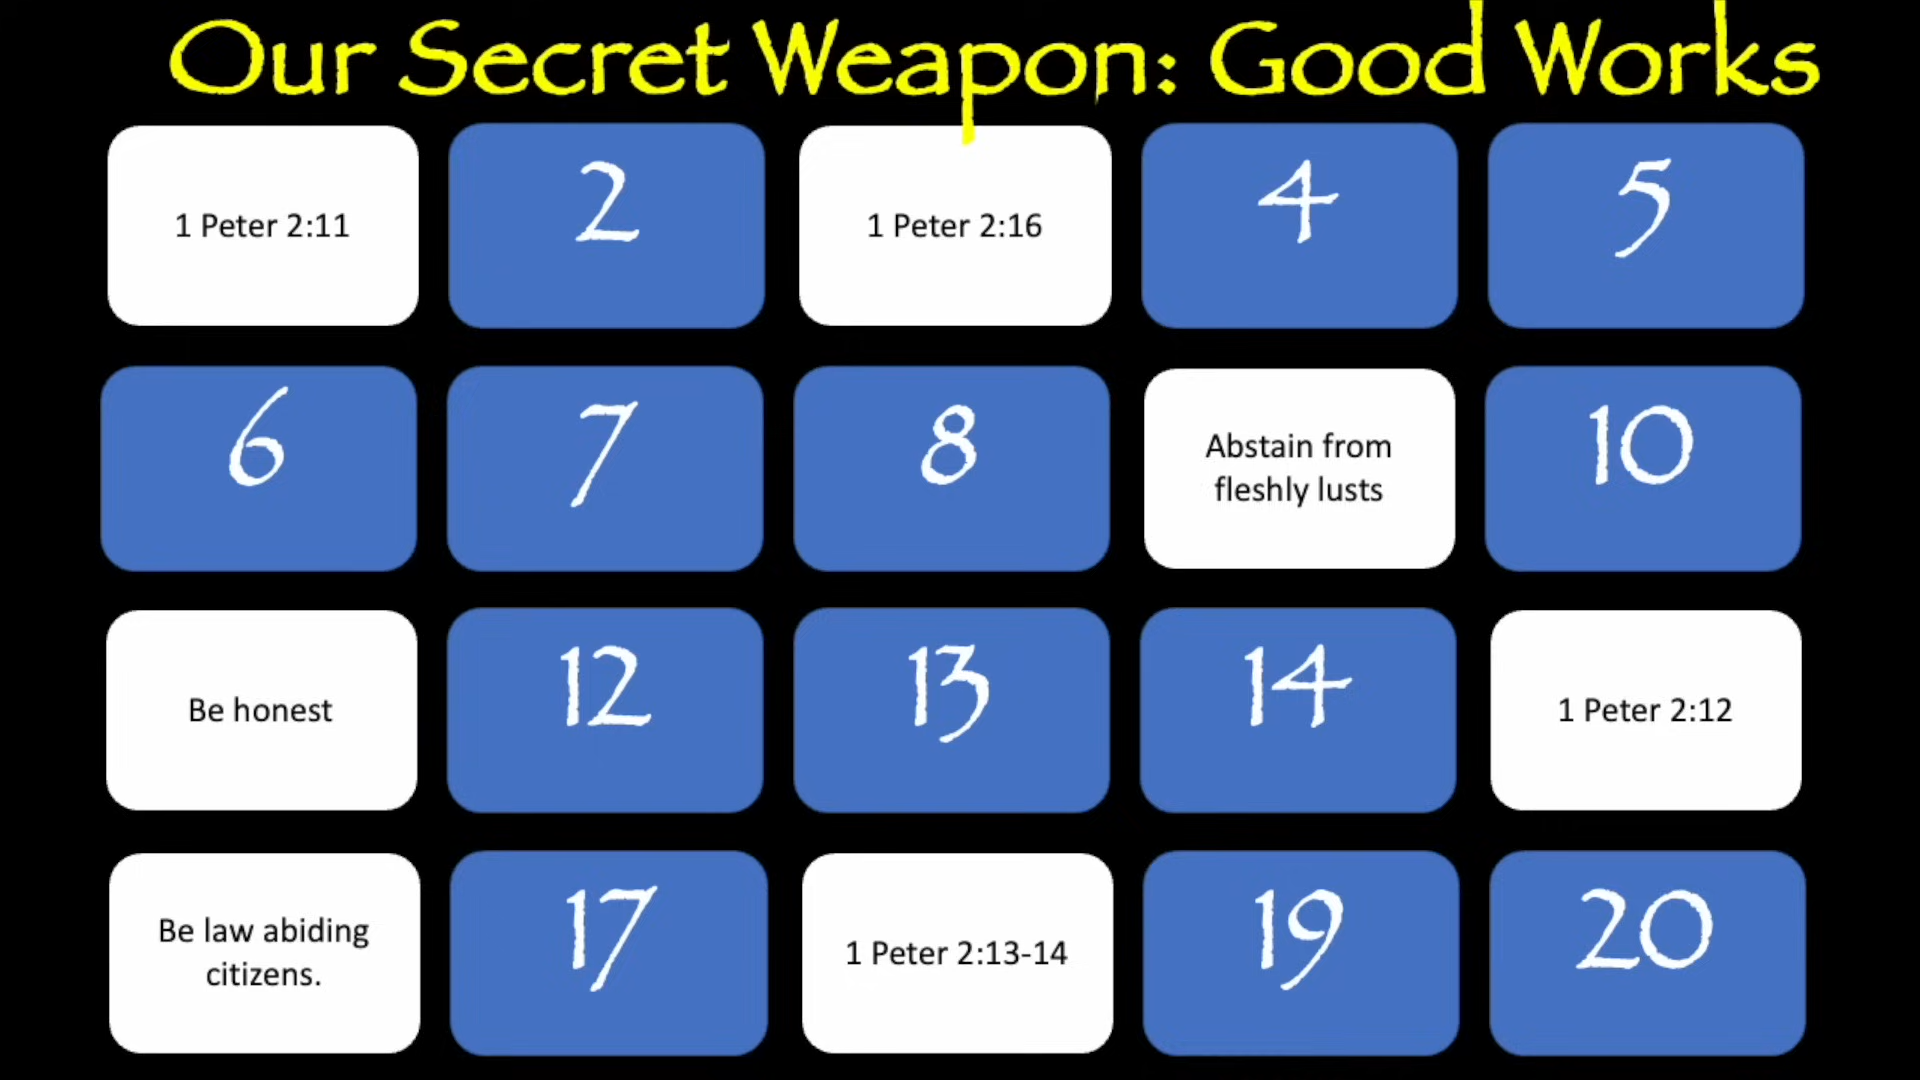 Our Secret Weapon: Good Works
1 Peter 2:11
2
1 Peter 2:16
4
5
6
7
8
Abstain from
fleshly lusts
10
Be honest
12
13
14
1 Peter 2:12
Be law abiding
citizens.
17
1 Peter 2:13-14
19
20